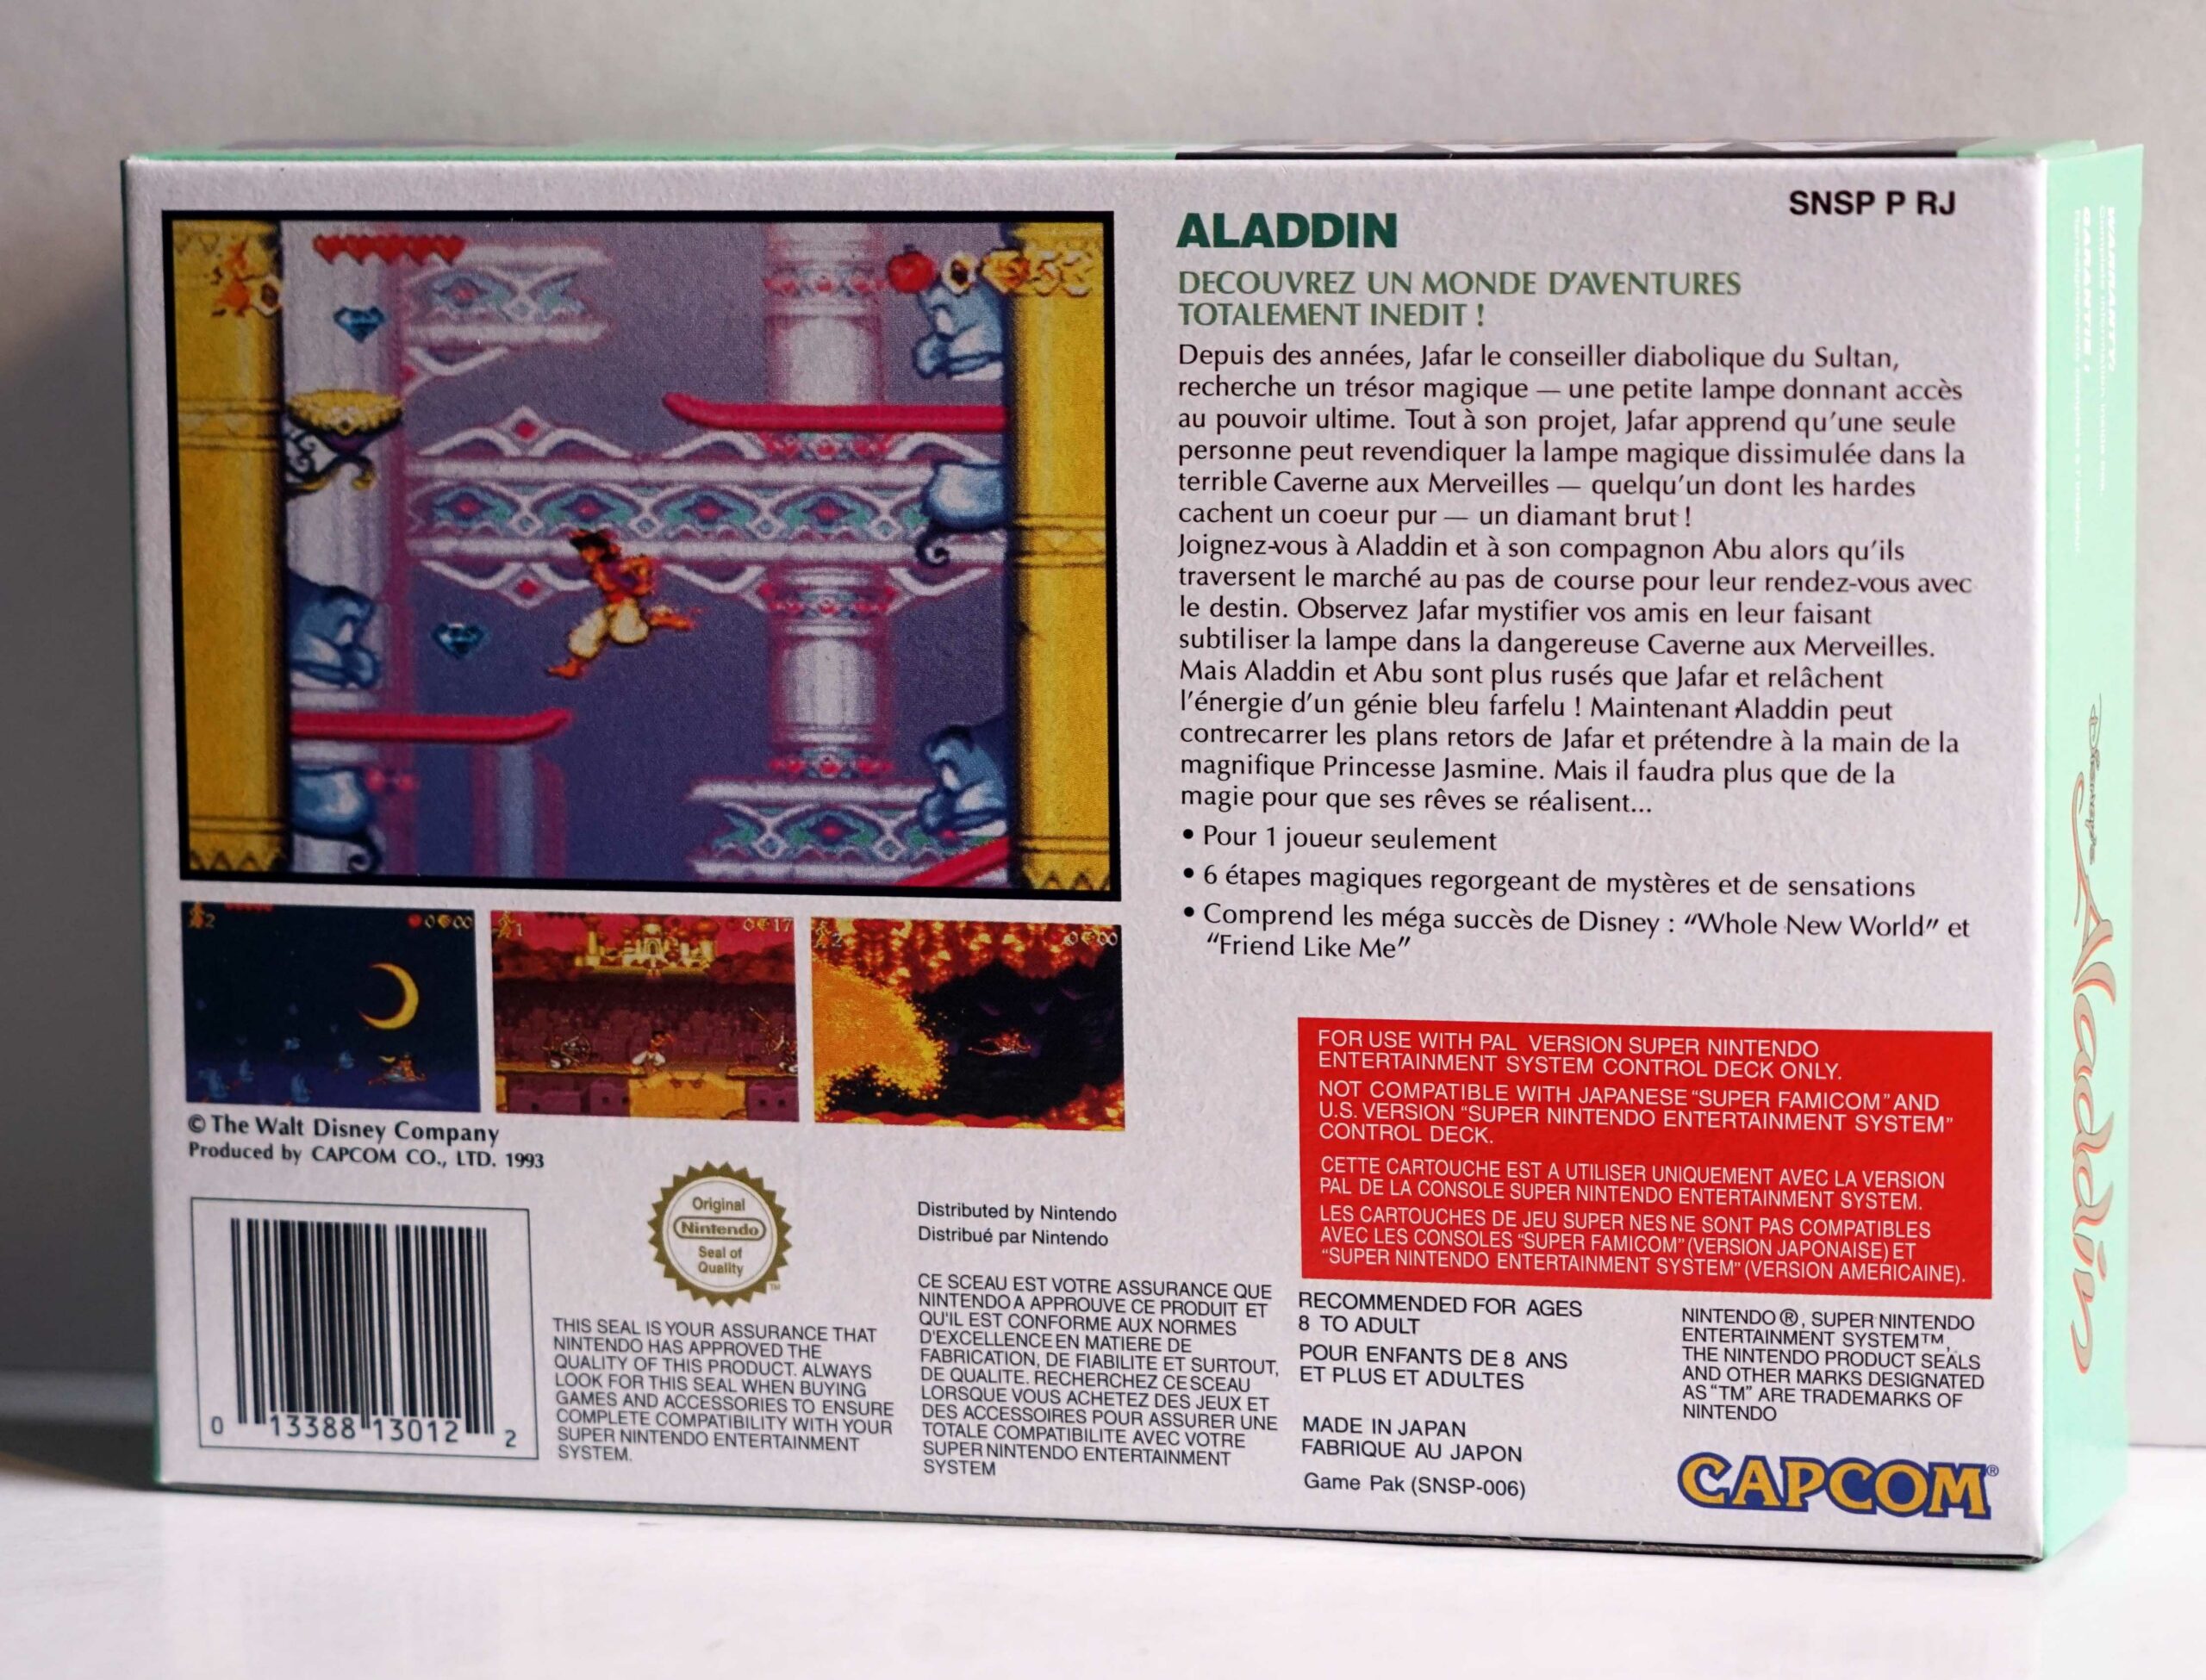 SNSP P RJ
ALADDIN
DECOUVREZ UN MONDE D'AVENTURES
TOTALEMENT INEDIT !
Depuis des années, Jafar le conseiller diabolique du Sultan,
recherche un trésor magique — une petite lampe donnant accès
au pouvoir ultime. Tout à son projet, Jafar apprend qu'une seule
personne peut revendiquer la lampe magique dissimulée dans la
terrible Caverne aux Merveilles — quelqu'un dont les hardes
cachent un coeur pur — un diamant brut !
Joignez-vous à Aladdin et à son compagnon Abu alors qu'ils
traversent le marché au pas de course pour leur rendez-vous avec
le destin. Observez Jafar mystifier vos amis en leur faisant
subtiliser la lampe dans la dangereuse Caverne aux Merveilles.
Mais Aladdin et Abu sont plus rusés que Jafar et relâchent
l'énergie d'un génie bleu farfelu ! Maintenant Aladdin peut
contrecarrer les plans retors de Jafar et prétendre à la main de la
magnifique Princesse Jasmine. Mais il faudra plus que de la
magie pour que ses rêves se réalisent...
• Pour 1 joueur seulement
• 6 étapes magiques regorgeant de mystères et de sensations
• Comprend les méga succès de Disney : "Whole New World" et
"Friend Like Me"
2
0 00
1
0 17
2
0 00
© The Walt Disney Company
Produced by CAPCOM CO., LTD. 1993
0 13388 13012 2
Original
Nintendo
Seal of
Quality
TM
THIS SEAL IS YOUR ASSURANCE THAT
NINTENDO HAS APPROVED THE
QUALITY OF THIS PRODUCT. ALWAYS
LOOK FOR THIS SEAL WHEN BUYING
GAMES AND ACCESSORIES TO ENSURE
COMPLETE COMPATIBILITY WITH YOUR
SUPER NINTENDO ENTERTAINMENT
SYSTEM.
Distributed by Nintendo
Distribué par Nintendo
CE SCEAU EST VOTRE ASSURANCE QUE
NINTENDO A APPROUVE CE PRODUIT ET
QU'IL EST CONFORME AUX NORMES
D'EXCELLENCE EN MATIERE DE
FABRICATION, DE FIABILITE ET SURTOUT,
DE QUALITE. RECHERCHEZ CE SCEAU
LORSQUE VOUS ACHETEZ DES JEUX ET
DES ACCESSOIRES POUR ASSURER UNE
TOTALE COMPATIBILITE AVEC VOTRE
SUPER NINTENDO ENTERTAINMENT
SYSTEM
FOR USE WITH PAL VERSION SUPER NINTENDO
ENTERTAINMENT SYSTEM CONTROL DECK ONLY.
NOT COMPATIBLE WITH JAPANESE "SUPER FAMICOM" AND
U.S. VERSION "SUPER NINTENDO ENTERTAINMENT SYSTEM"
CONTROL DECK.
CETTE CARTOUCHE EST A UTILISER UNIQUEMENT AVEC LA VERSION
PAL DE LA CONSOLE SUPER NINTENDO ENTERTAINMENT SYSTEM.
LES CARTOUCHES DE JEU SUPER NES NE SONT PAS COMPATIBLES
AVEC LES CONSOLES "SUPER FAMICOM" (VERSION JAPONAISE) ET
"SUPER NINTENDO ENTERTAINMENT SYSTEM" (VERSION AMERICAINE).
RECOMMENDED FOR AGES
8 TO ADULT
POUR ENFANTS DE 8 ANS
ET PLUS ET ADULTES
MADE IN JAPAN
FABRIQUE AU JAPON
Game Pak (SNSP-006)
NINTENDO ®, SUPER NINTENDO
ENTERTAINMENT SYSTEM™,
THE NINTENDO PRODUCT SEALS
AND OTHER MARKS DESIGNATED
AS "TM" ARE TRADEMARKS OF
NINTENDO
CAPCOM®
WARRANTY
GARANTIE
Disney's
Aladdin